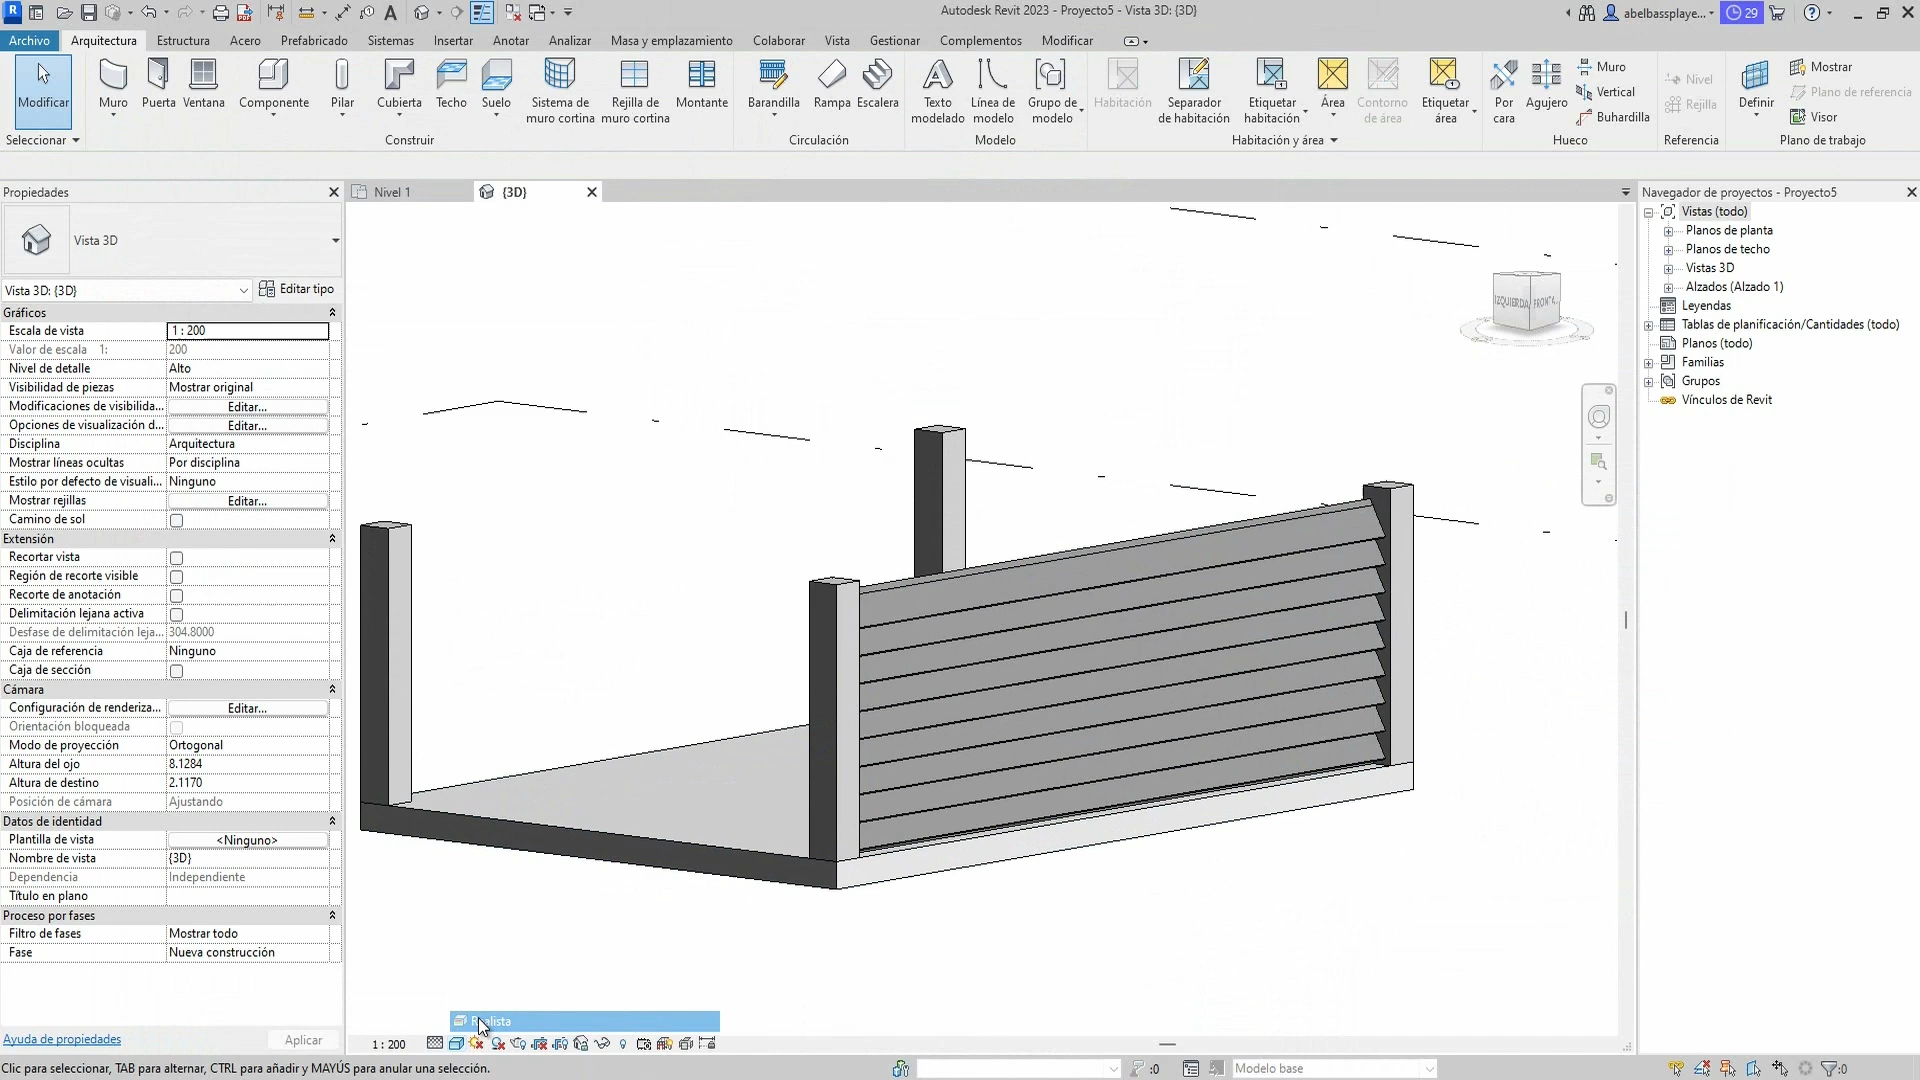 Autodesk Revit 2023 - Proyecto5 - Vista 3D: {3D}
abelbassplaye...
29
Archivo
Arquitectura
Estructura
Acero
Prefabricado
Sistemas
Insertar
Anotar
Analizar
Masa y emplazamiento
Colaborar
Vista
Gestionar
Complementos
Modificar
Modificar
Muro
Puerta
Ventana
Componente
Pilar
Cubierta
Techo
Suelo
Sistema de
muro cortina
Rejilla de
muro cortina
Montante
Barandilla
Rampa
Escalera
Texto
modelado
Línea de
modelo
Grupo de
modelo
Habitación
Separador
de habitación
Etiquetar
habitación
Área
Contorno
de área
Etiquetar
área
Por
cara
Agujero
Muro
Vertical
Buhardilla
Nivel
Rejilla
Definir
Mostrar
Plano de referencia
Visor
Seleccionar
Construir
Circulación
Modelo
Habitación y área
Hueco
Referencia
Plano de trabajo
Propiedades
Nivel 1
{3D}
Navegador de proyectos - Proyecto5
Vista 3D
Vista 3D: {3D}
Editar tipo
Gráficos
Escala de vista 1 : 200
Valor de escala 1: 200
Nivel de detalle Alto
Visibilidad de piezas Mostrar original
Modificaciones de visibilida... Editar...
Opciones de visualización d... Editar...
Disciplina Arquitectura
Mostrar líneas ocultas Por disciplina
Estilo por defecto de visuali... Ninguno
Mostrar rejillas Editar...
Camino de sol
Extensión
Recortar vista
Región de recorte visible
Recorte de anotación
Delimitación lejana activa
Desfase de delimitación leja... 304.8000
Caja de referencia Ninguno
Caja de sección
Cámara
Configuración de renderiza... Editar...
Orientación bloqueada
Modo de proyección Ortogonal
Altura del ojo 8.1284
Altura de destino 2.1170
Posición de cámara Ajustando
Datos de identidad
Plantilla de vista <Ninguno>
Nombre de vista {3D}
Dependencia Independiente
Título en plano
Proceso por fases
Filtro de fases Mostrar todo
Fase Nueva construcción
Ayuda de propiedades
Aplicar
IZQUIERDA
Vistas (todo)
Planos de planta
Planos de techo
Vistas 3D
Alzados (Alzado 1)
Leyendas
Tablas de planificación/Cantidades (todo)
Planos (todo)
Familias
Grupos
Vínculos de Revit
Realista
1 : 200
Clic para seleccionar, TAB para alternar, CTRL para añadir y MAYÚS para anular una selección.
:0
Modelo base
:0